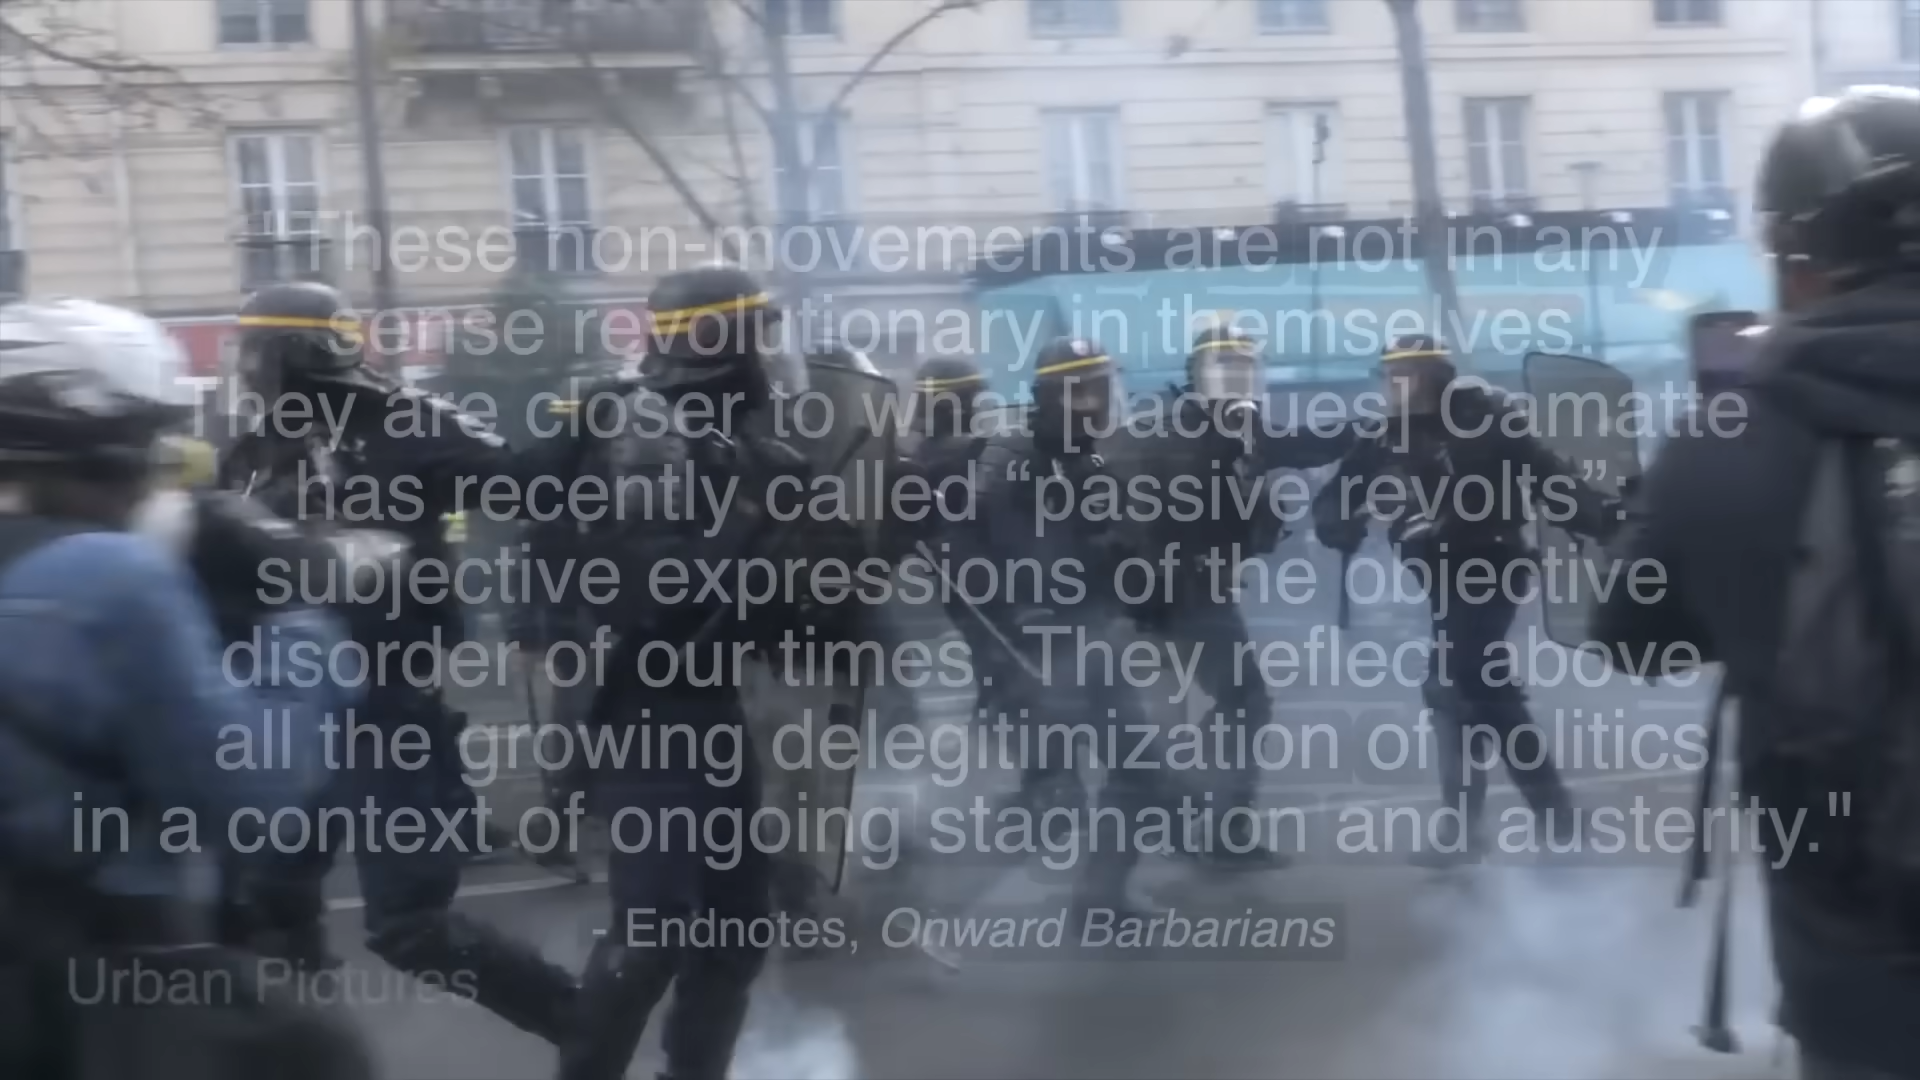 "These non-movements are not in any
sense revolutionary in themselves.
They are closer to what [Jacques] Camatte
has recently called “passive revolts”:
subjective expressions of the objective
disorder of our times. They reflect above
all the growing delegitimization of politics
in a context of ongoing stagnation and austerity."
- Endnotes, Onward Barbarians
Urban Pictures